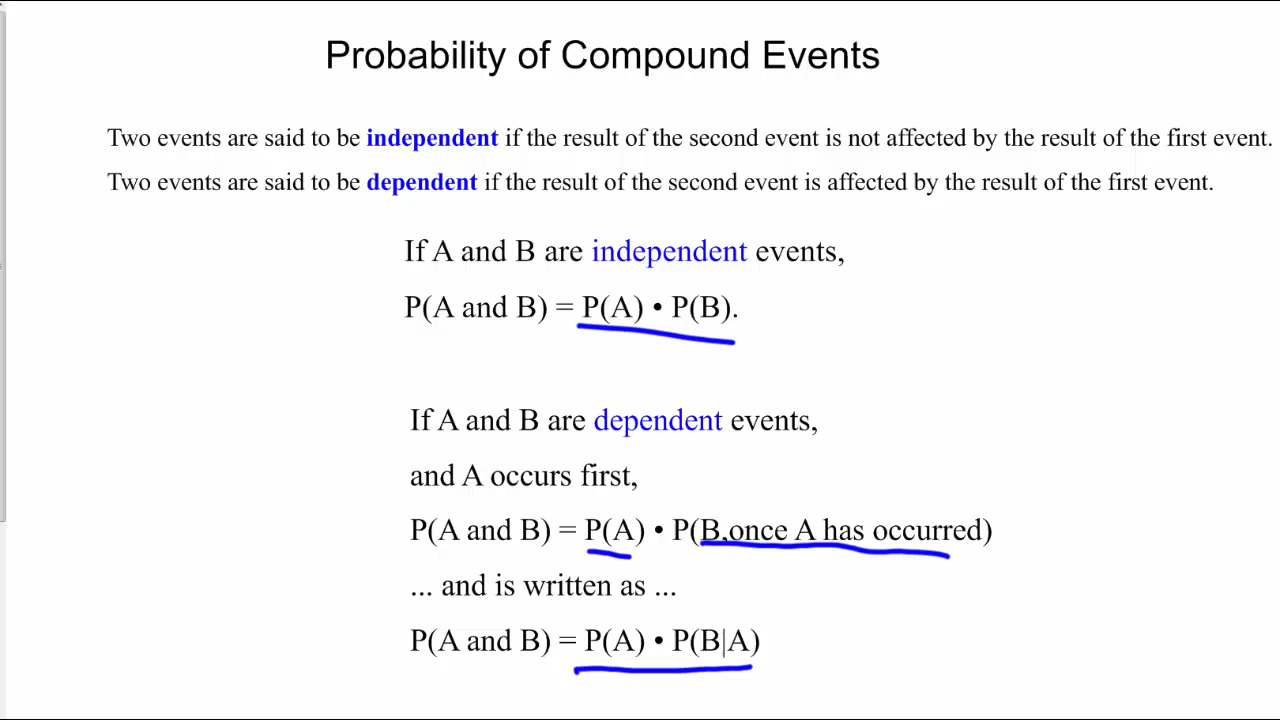 Probability of Compound Events
Two events are said to be independent if the result of the second event is not affected by the result of the first event.
Two events are said to be dependent if the result of the second event is affected by the result of the first event.
If A and B are independent events,
P(A and B) = P(A) • P(B).
If A and B are dependent events,
and A occurs first,
P(A and B) = P(A) • P(B,once A has occurred)
... and is written as ...
P(A and B) = P(A) • P(B|A)